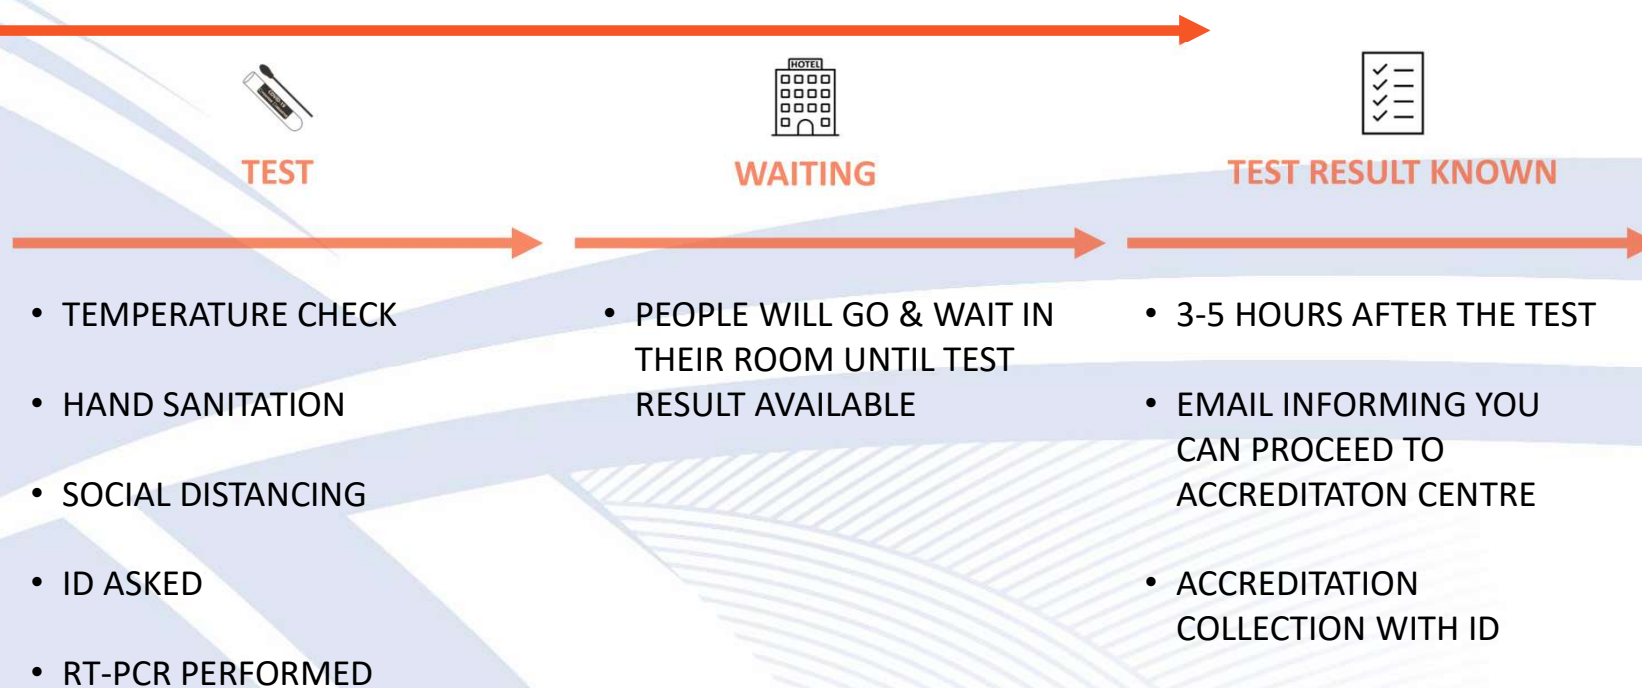 HOTEL
TEST
WAITING
TEST RESULT KNOWN
• TEMPERATURE CHECK
• HAND SANITATION
• SOCIAL DISTANCING
• ID ASKED
• RT-PCR PERFORMED
• PEOPLE WILL GO & WAIT IN
THEIR ROOM UNTIL TEST
RESULT AVAILABLE
• 3-5 HOURS AFTER THE TEST
• EMAIL INFORMING YOU
CAN PROCEED TO
ACCREDITATON CENTRE
• ACCREDITATION
COLLECTION WITH ID